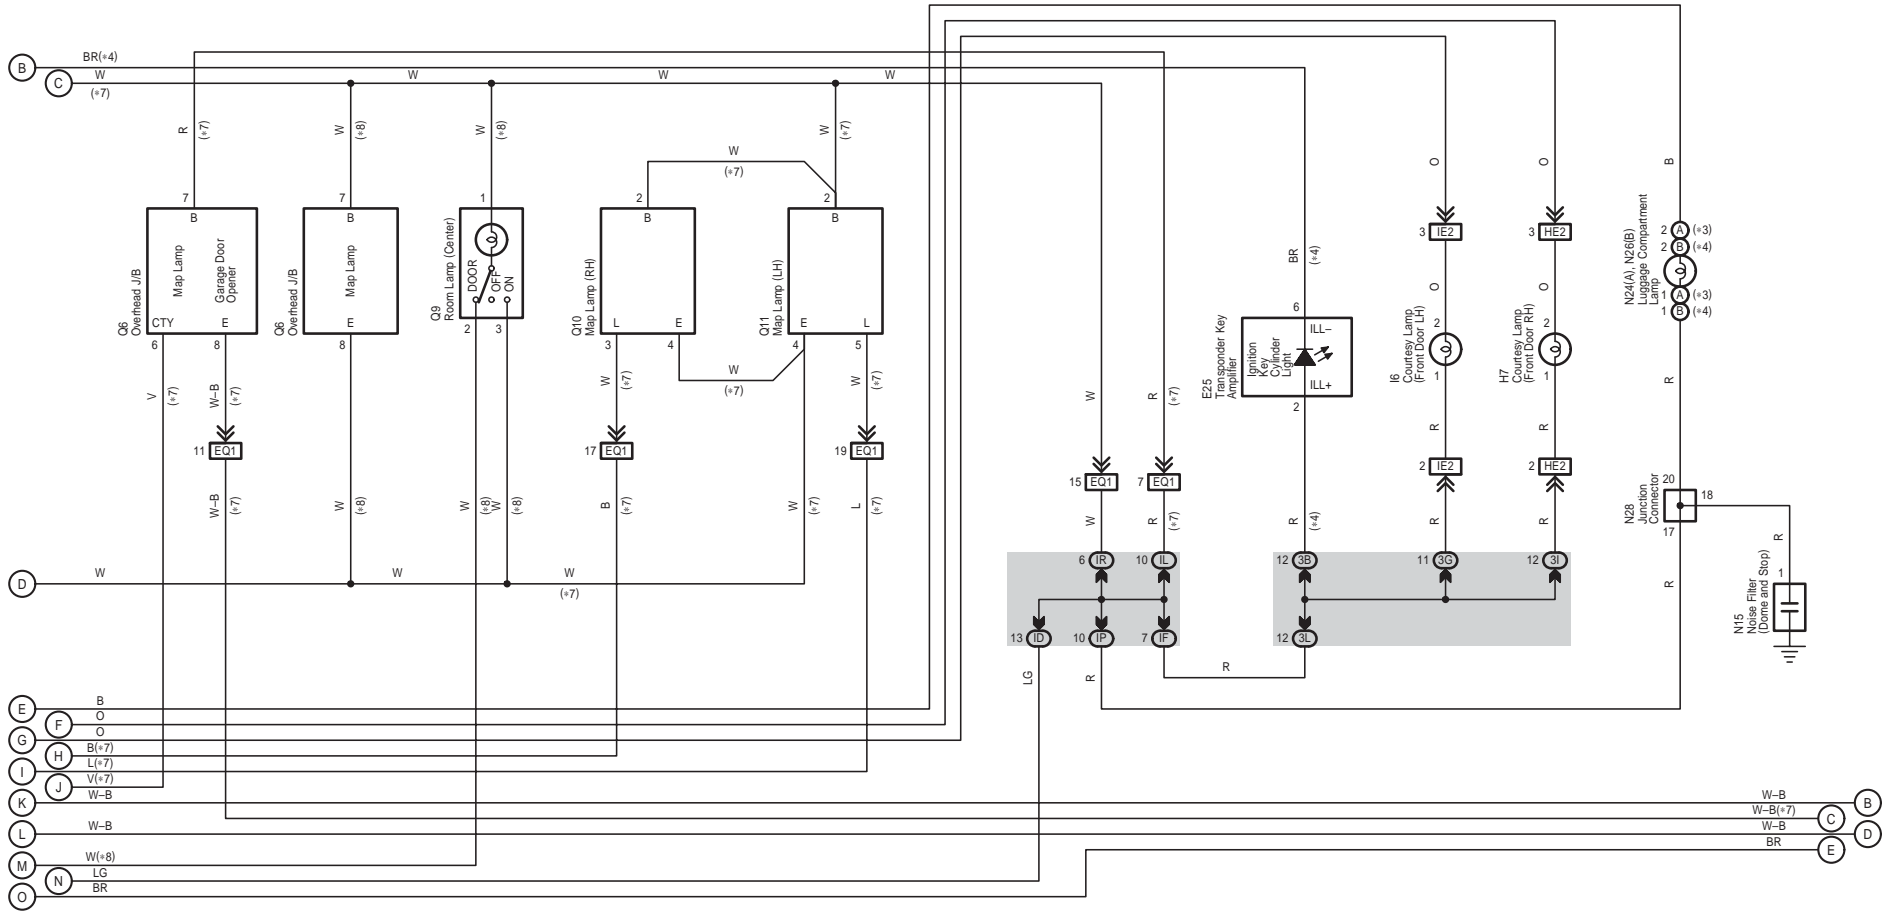 B
BR(∗4)
C
W
(∗7)
W
W
W
W
R
(∗7)
W
(∗8)
W
(∗8)
W
(∗7)
W
(∗7)
7
B
Map Lamp
Garage Door
Opener
CTY
E
Q6
Overhead J/B
6
8
7
B
Map Lamp
E
Q6
Overhead J/B
8
1
DOOR
OFF
ON
Q9
Room Lamp (Center)
2
3
2
B
L
E
Q10
Map Lamp (RH)
3
4
2
B
E
L
Q11
Map Lamp (LH)
4
5
W
(∗7)
V
(∗7)
W–B
(∗7)
11 EQ1
W–B
(∗7)
W
(∗8)
W
(∗8)
W
(∗8)
W
(∗7)
17 EQ1
B
(∗7)
W
(∗7)
W
(∗7)
19 EQ1
L
(∗7)
D
W
W
W
(∗7)
W
R
(∗7)
15 EQ1
7 EQ1
W
R
(∗7)
6 IR
10 IL
13 ID
10 IP
7 IF
LG
R
R
BR
(∗4)
6
ILL–
Ignition
Key
Cylinder
Light
ILL+
E25
Transponder Key
Amplifier
2
R
(∗4)
12 3B
11 3G
12 3I
12 3L
O
3 IE2
O
2
I6
Courtesy Lamp
(Front Door LH)
1
R
2 IE2
R
O
3 HE2
O
2
H7
Courtesy Lamp
(Front Door RH)
1
R
2 HE2
R
B
N24(A), N26(B)
Luggage Compartment
Lamp
2 A (∗3)
2 B (∗4)
1 A (∗3)
1 B (∗4)
R
20
18
17
N28
Junction
Connector
R
R
1
N15
Noise Filter
(Dome and Stop)
E
B
F
O
G
O
H
B(∗7)
I
L(∗7)
J
V(∗7)
K
W–B
W–B
B
W–B(∗7)
C
L
W–B
W–B
D
BR
E
M
W(∗8)
N
LG
O
BR